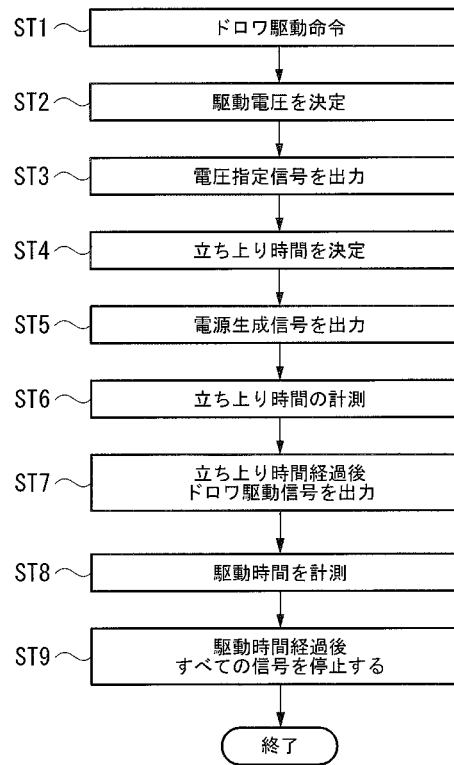 ST1 ドロワ駆動命令
ST2 駆動電圧を決定
ST3 電圧指定信号を出力
ST4 立ち上り時間を決定
ST5 電源生成信号を出力
ST6 立ち上り時間の計測
ST7 立ち上り時間経過後
ドロワ駆動信号を出力
ST8 駆動時間を計測
ST9 駆動時間経過後
すべての信号を停止する
終了